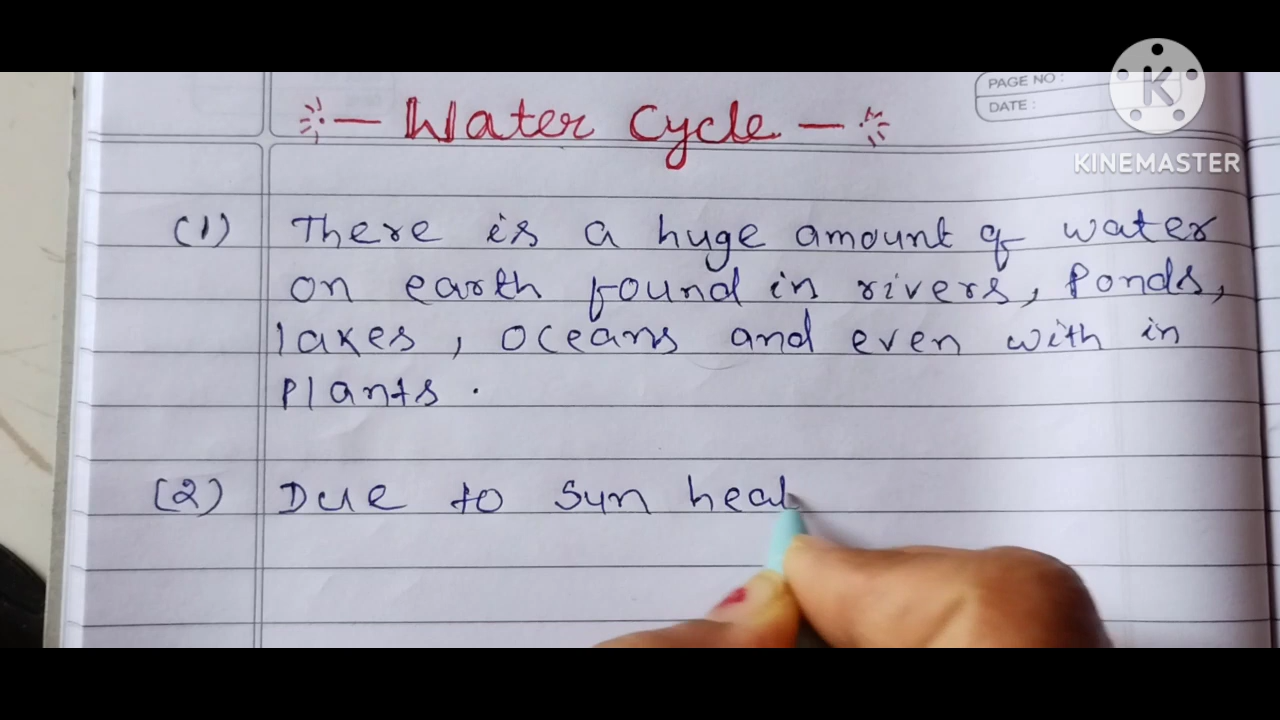 PAGE NO :
DATE :
KINEMASTER
— Water Cycle —
(1) There is a huge amount of water
on earth found in rivers, Ponds,
lakes, oceans and even with in
Plants.
(2) Due to Sun heat